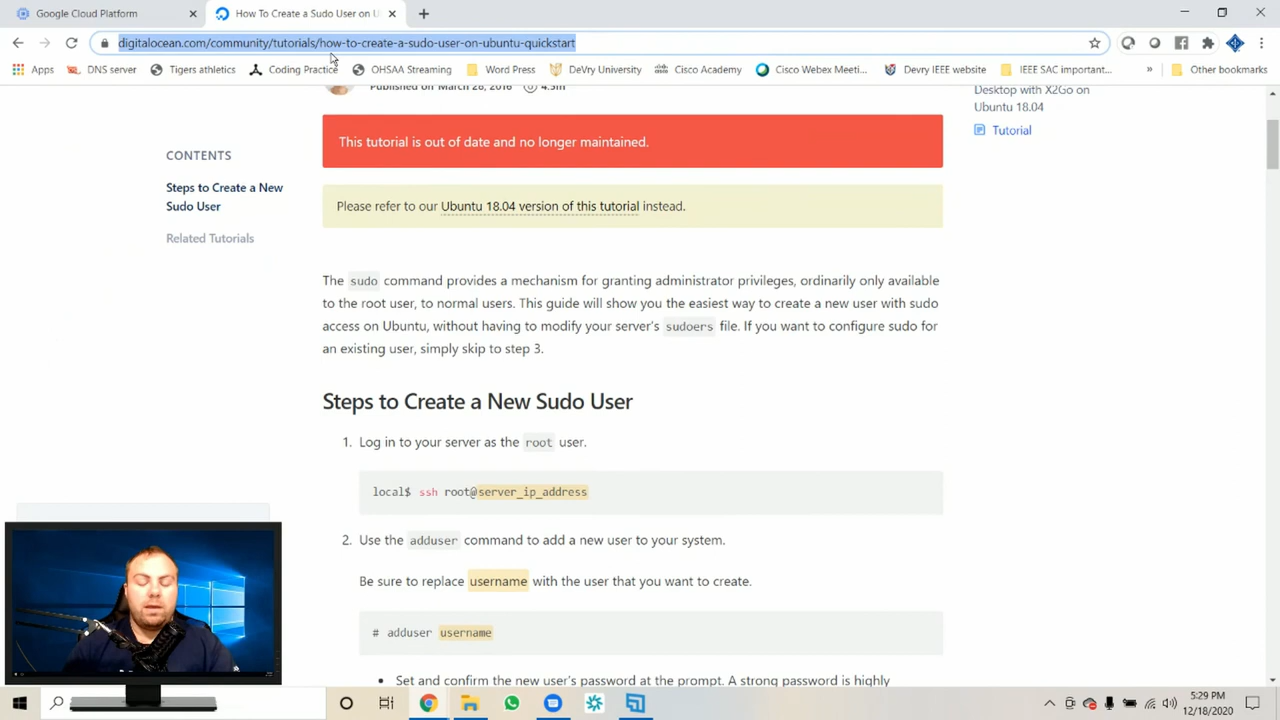 Google Cloud Platform
How To Create a Sudo User on U
digitalocean.com/community/tutorials/how-to-create-a-sudo-user-on-ubuntu-quickstart
Apps DNS server Tigers athletics Coding Practice OHSAA Streaming Word Press DeVry University Cisco Academy Cisco Webex Meeti... Devry IEEE website IEEE SAC important... » Other bookmarks
Published on March 28, 2016 4.5m
Desktop with X2Go on
Ubuntu 18.04
Tutorial
This tutorial is out of date and no longer maintained.
CONTENTS
Steps to Create a New
Sudo User
Related Tutorials
Please refer to our Ubuntu 18.04 version of this tutorial instead.
The sudo command provides a mechanism for granting administrator privileges, ordinarily only available
to the root user, to normal users. This guide will show you the easiest way to create a new user with sudo
access on Ubuntu, without having to modify your server's sudoers file. If you want to configure sudo for
an existing user, simply skip to step 3.
Steps to Create a New Sudo User
1. Log in to your server as the root user.
local$ ssh root@server_ip_address
2. Use the adduser command to add a new user to your system.
Be sure to replace username with the user that you want to create.
# adduser username
• Set and confirm the new user's password at the prompt. A strong password is highly
5:29 PM
12/18/2020